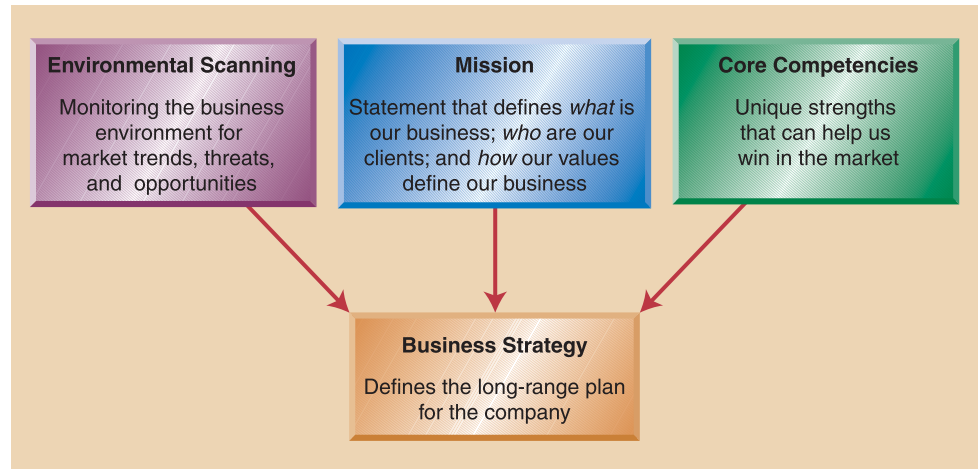 Environmental Scanning
Monitoring the business
environment for
market trends, threats,
and opportunities
Mission
Statement that defines what is
our business; who are our
clients; and how our values
define our business
Core Competencies
Unique strengths
that can help us
win in the market
Business Strategy
Defines the long-range plan
for the company